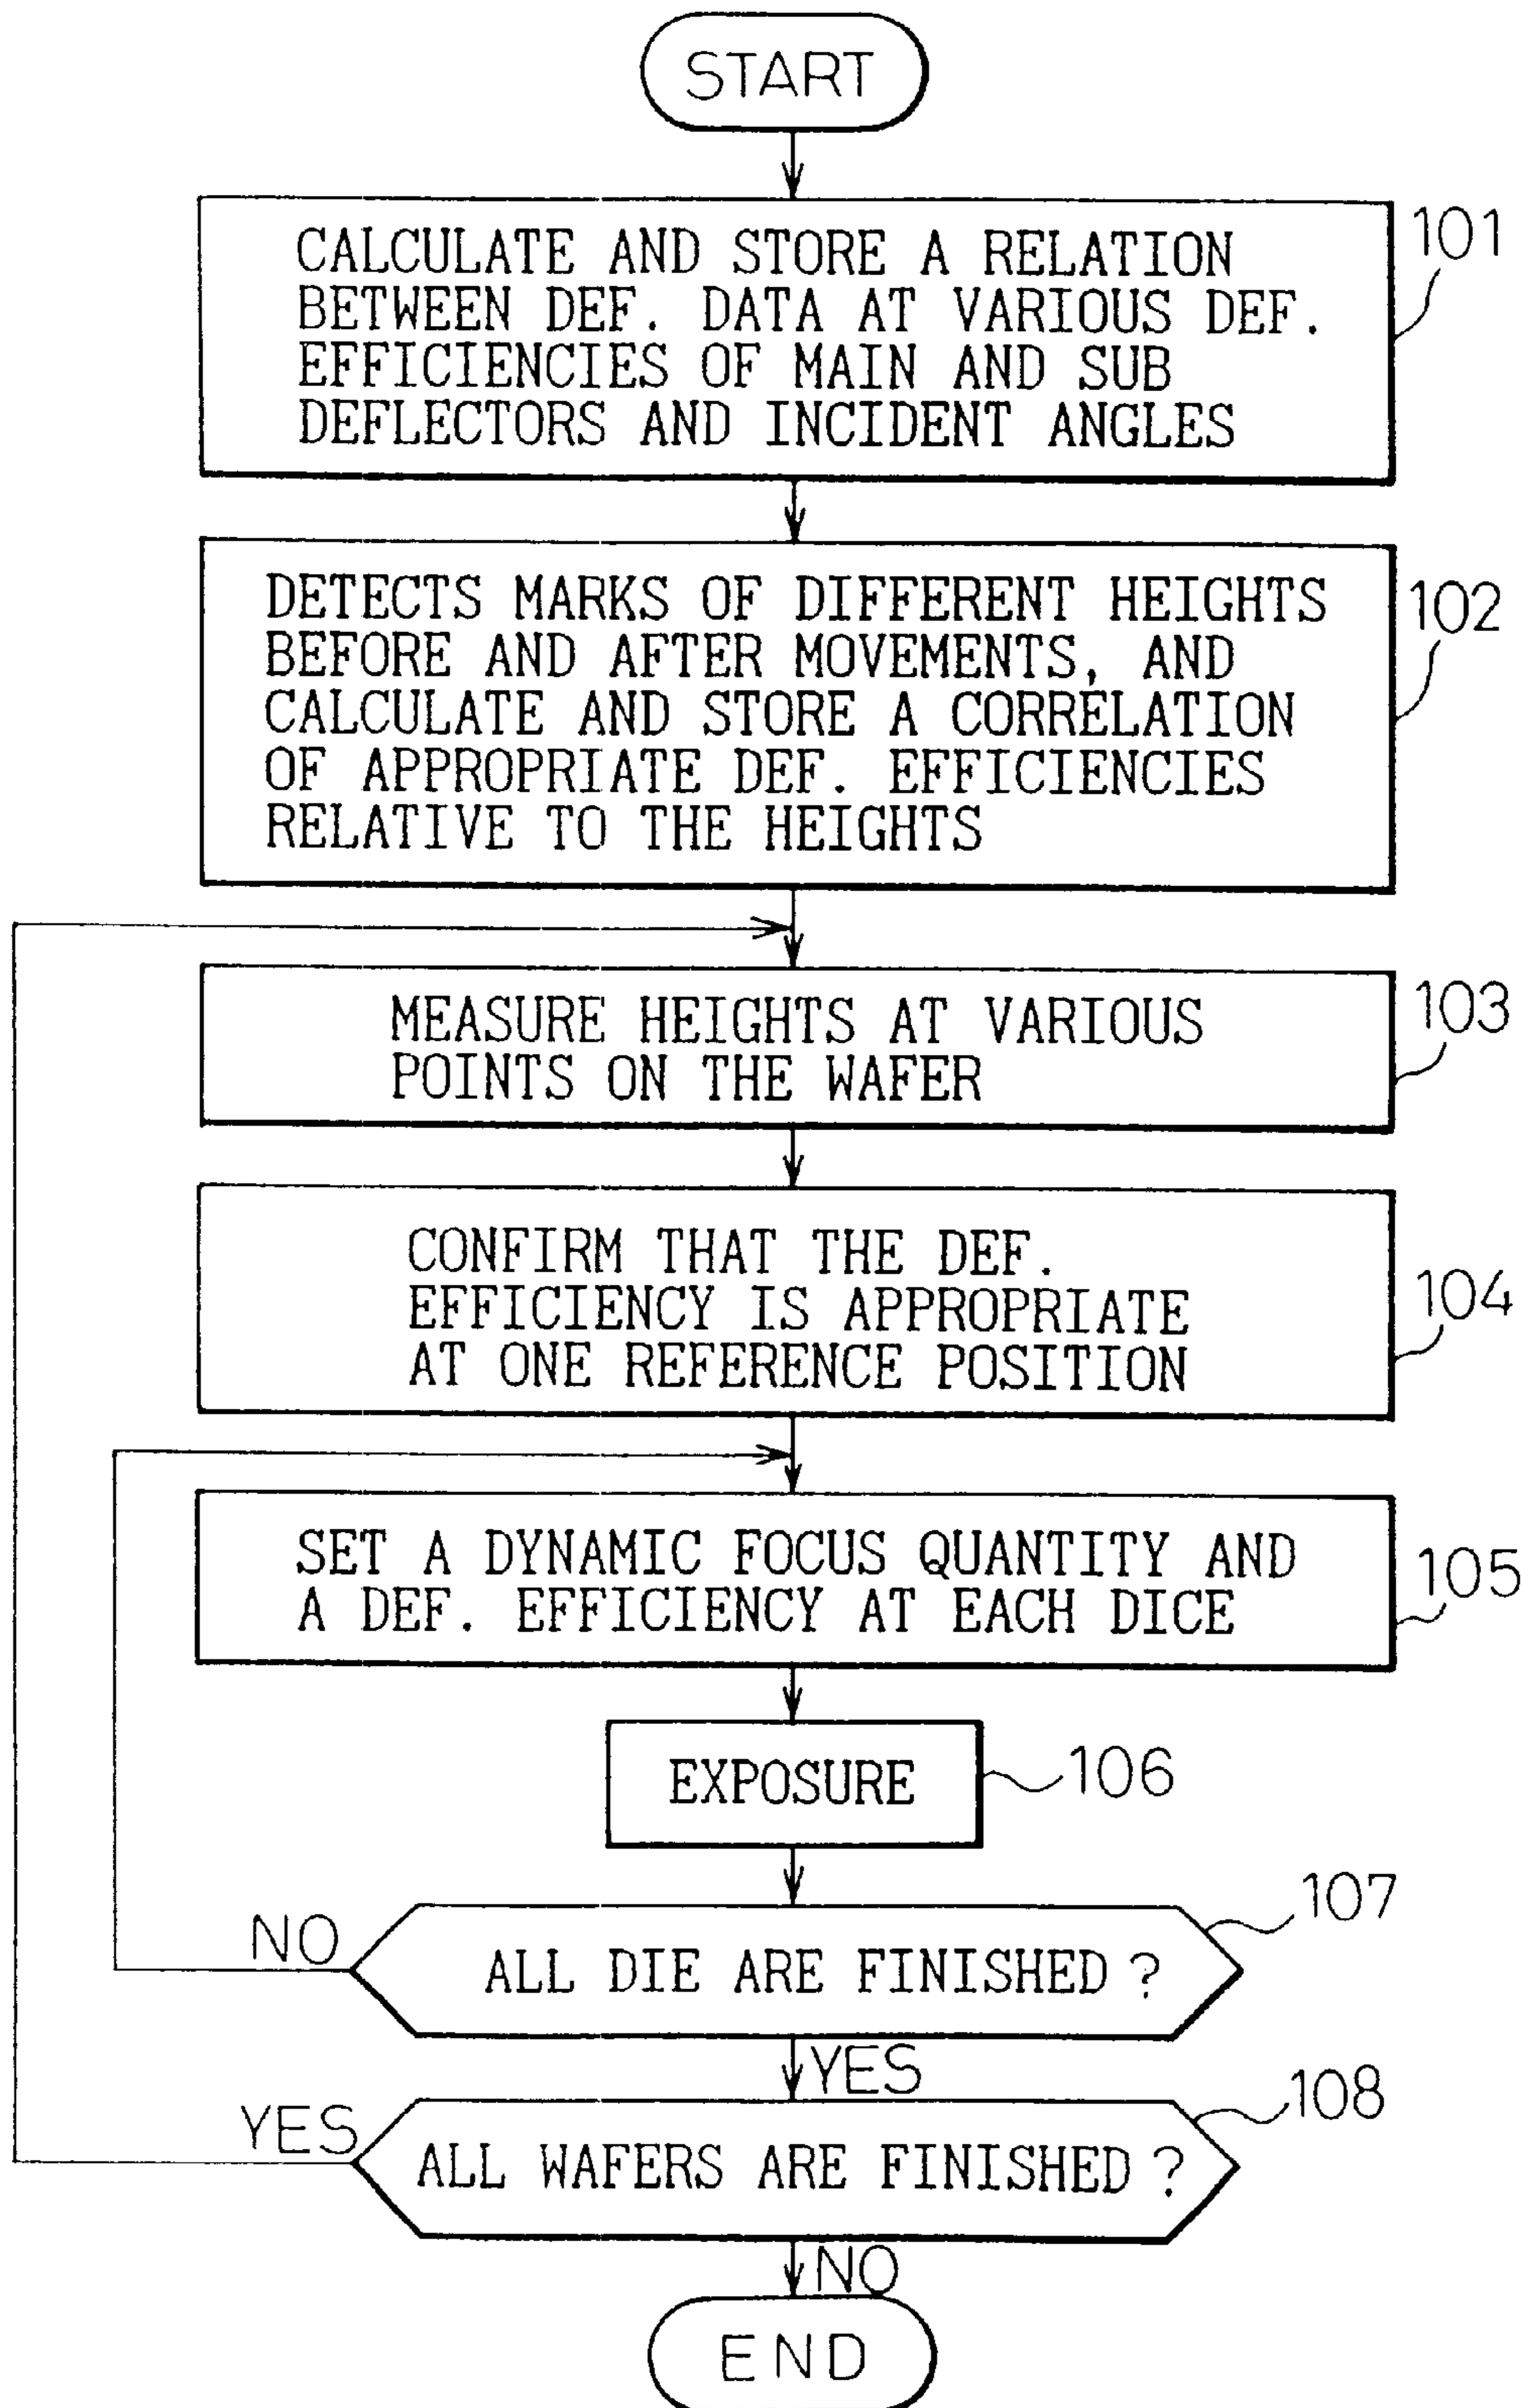 START
CALCULATE AND STORE A RELATION
BETWEEN DEF. DATA AT VARIOUS DEF.
EFFICIENCIES OF MAIN AND SUB
DEFLECTORS AND INCIDENT ANGLES
101
DETECTS MARKS OF DIFFERENT HEIGHTS
BEFORE AND AFTER MOVEMENTS, AND
CALCULATE AND STORE A CORRELATION
OF APPROPRIATE DEF. EFFICIENCIES
RELATIVE TO THE HEIGHTS
102
MEASURE HEIGHTS AT VARIOUS
POINTS ON THE WAFER
103
CONFIRM THAT THE DEF.
EFFICIENCY IS APPROPRIATE
AT ONE REFERENCE POSITION
104
SET A DYNAMIC FOCUS QUANTITY AND
A DEF. EFFICIENCY AT EACH DICE
105
EXPOSURE
106
107
NO
ALL DIE ARE FINISHED ?
YES
108
YES
ALL WAFERS ARE FINISHED ?
NO
END